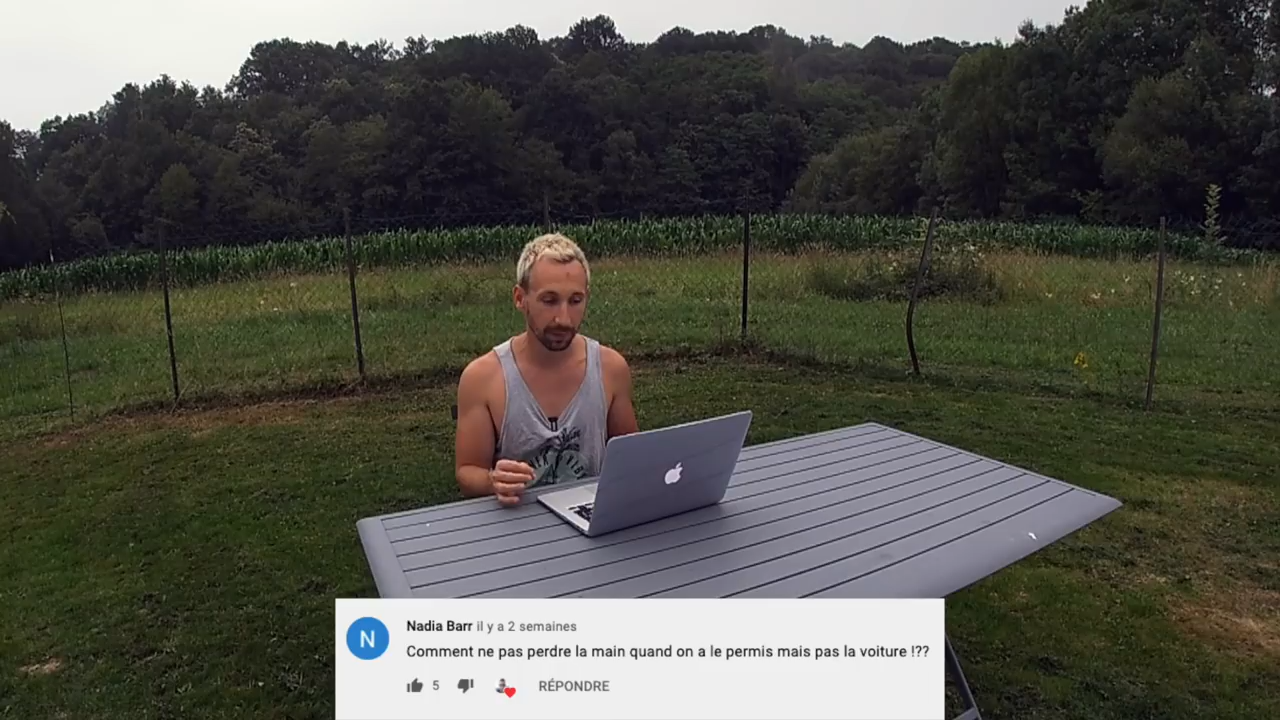 Nadia Barr il y a 2 semaines
N
Comment ne pas perdre la main quand on a le permis mais pas la voiture !??
5
RÉPONDRE